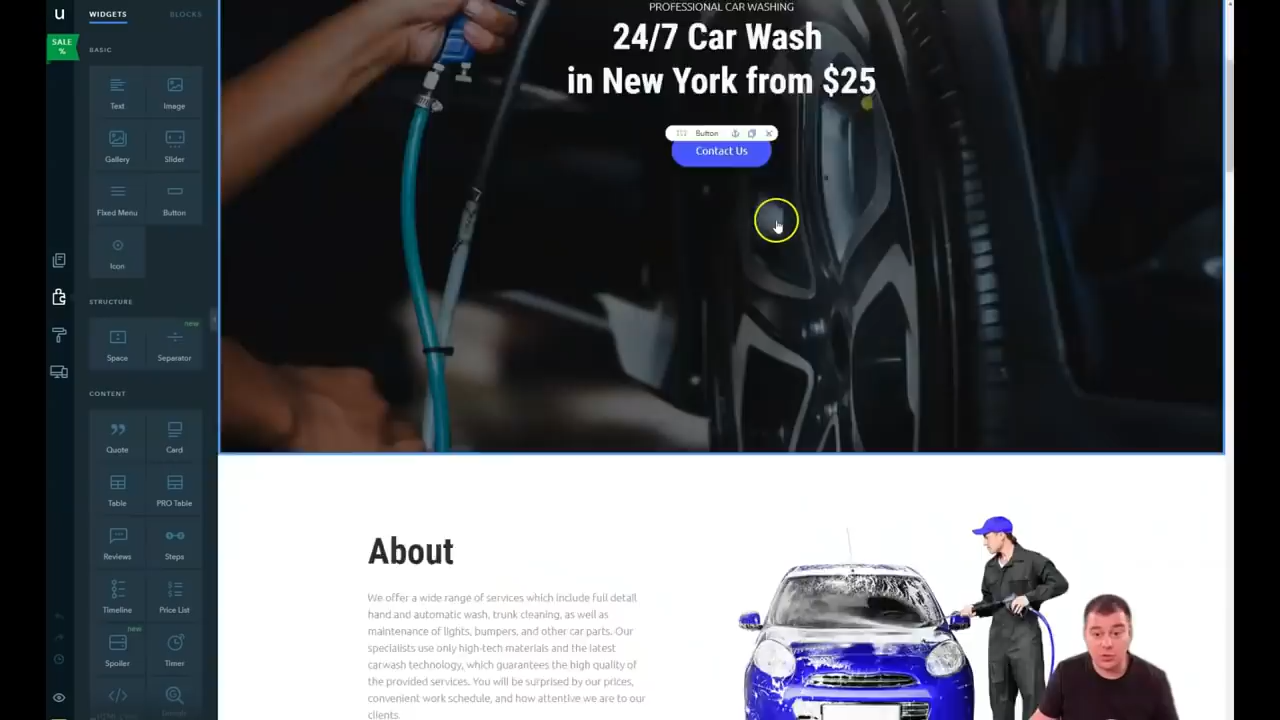 u
WIDGETS
BLOCKS
SALE
%
BASIC
Text
Image
Gallery
Slider
Fixed Menu
Button
Icon
STRUCTURE
new
Space
Separator
CONTENT
Quote
Card
Table
PRO Table
Reviews
Steps
Timeline
Price List
new
Spoiler
Timer
PROFESSIONAL CAR WASHING
24/7 Car Wash
in New York from $25
Button
Contact Us
About
We offer a wide range of services which include full detail
hand and automatic wash, trunk cleaning, as well as
maintenance of lights, bumpers, and other car parts. Our
specialists use only high-tech materials and the latest
carwash technology, which guarantees the high quality of
the provided services. You will be surprised by our prices,
convenient work schedule, and how attentive we are to our
clients.